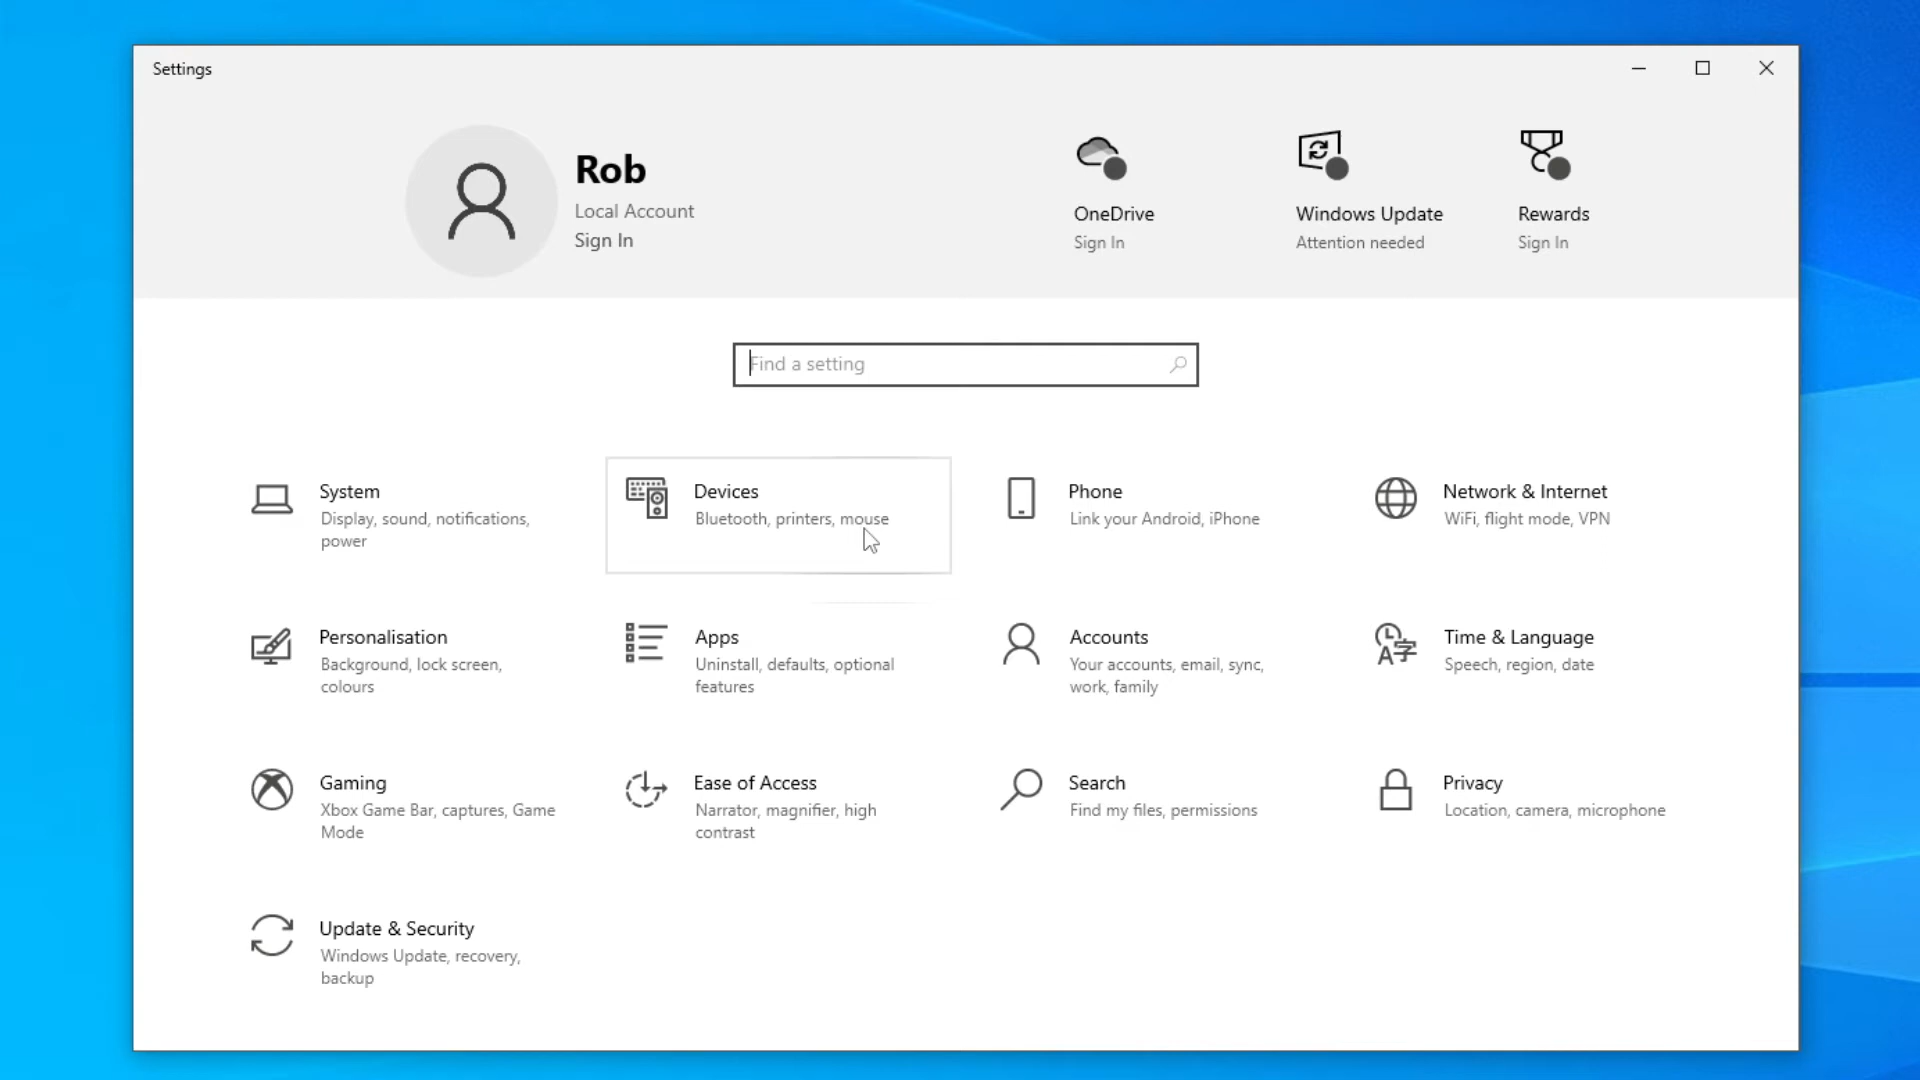 Settings
Rob
Local Account
Sign In
OneDrive
Sign In
Windows Update
Attention needed
Rewards
Sign In
Find a setting
System
Display, sound, notifications,
power
Devices
Bluetooth, printers, mouse
Phone
Link your Android, iPhone
Network & Internet
WiFi, flight mode, VPN
Personalisation
Background, lock screen,
colours
Apps
Uninstall, defaults, optional
features
Accounts
Your accounts, email, sync,
work, family
Time & Language
Speech, region, date
Gaming
Xbox Game Bar, captures, Game
Mode
Ease of Access
Narrator, magnifier, high
contrast
Search
Find my files, permissions
Privacy
Location, camera, microphone
Update & Security
Windows Update, recovery,
backup